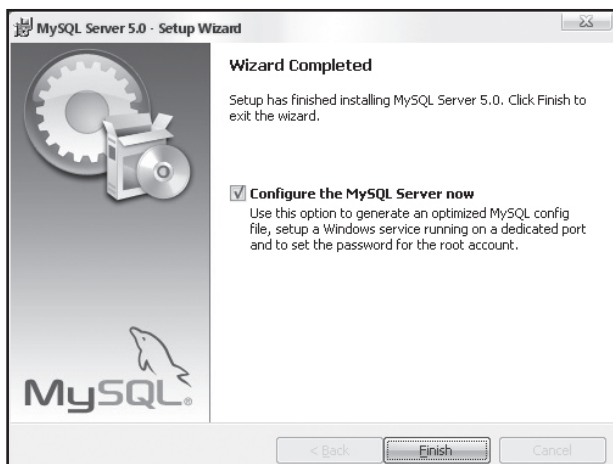 MySQL Server 5.0 - Setup Wizard
Wizard Completed
Setup has finished installing MySQL Server 5.0. Click Finish to
exit the wizard.
Configure the MySQL Server now
Use this option to generate an optimized MySQL config
file, setup a Windows service running on a dedicated port
and to set the password for the root account.
MySQL®
< Back
Finish
Cancel